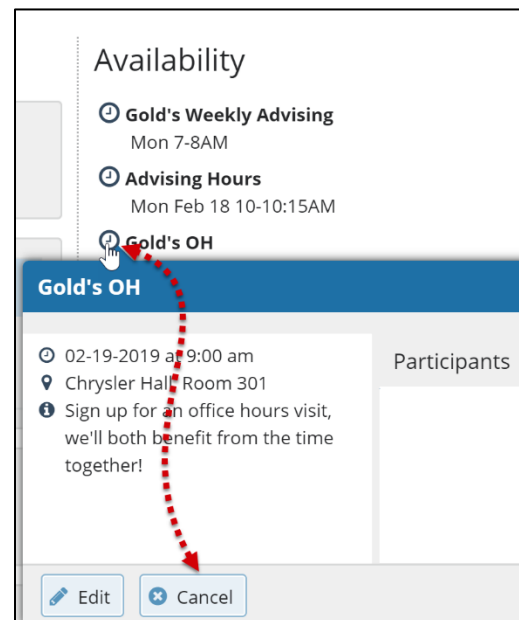 Availability
Gold's Weekly Advising
Mon 7-8AM
Advising Hours
Mon Feb 18 10-10:15AM
Gold's OH
Gold's OH
02-19-2019 at 9:00 am
Chrysler Hall, Room 301
Sign up for an office hours visit,
we'll both benefit from the time
together!
Participants
Edit
Cancel